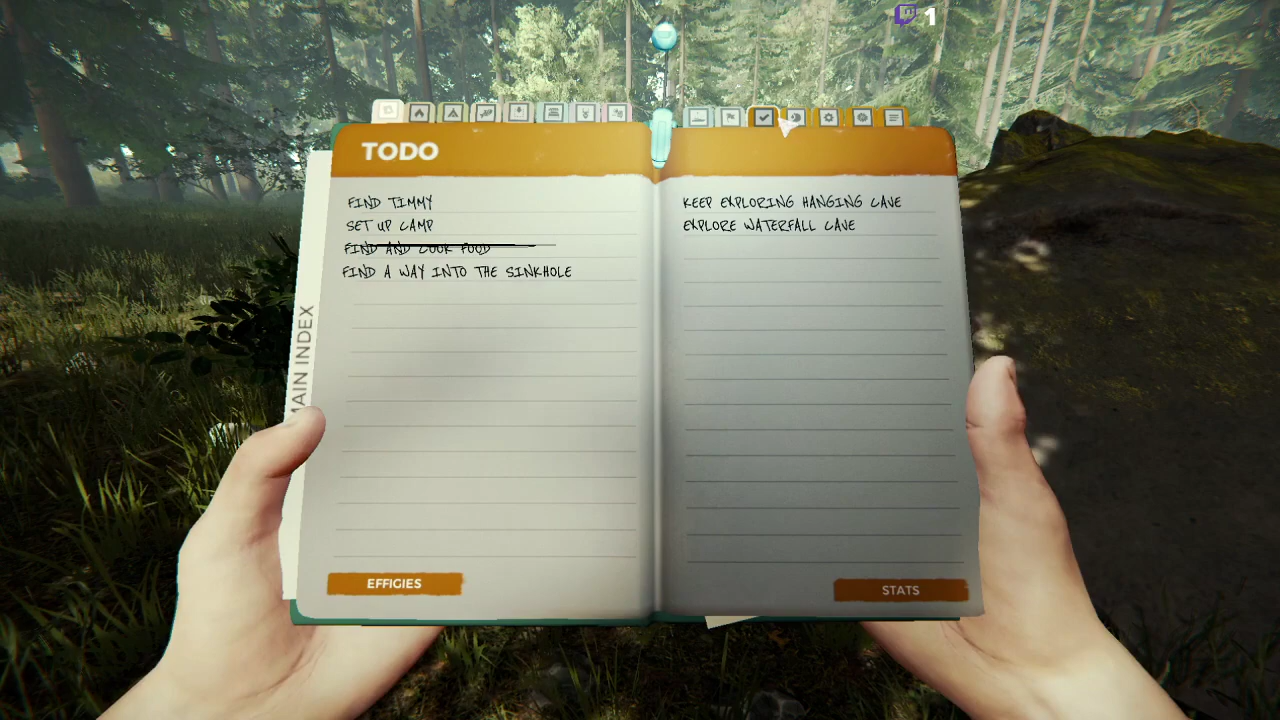 1
TODO
FIND TIMMY
SET UP CAMP
FIND AND COOK FOOD
FIND A WAY INTO THE SINKHOLE
KEEP EXPLORING HANGING CAVE
EXPLORE WATERFALL CAVE
MAIN INDEX
EFFIGIES
STATS